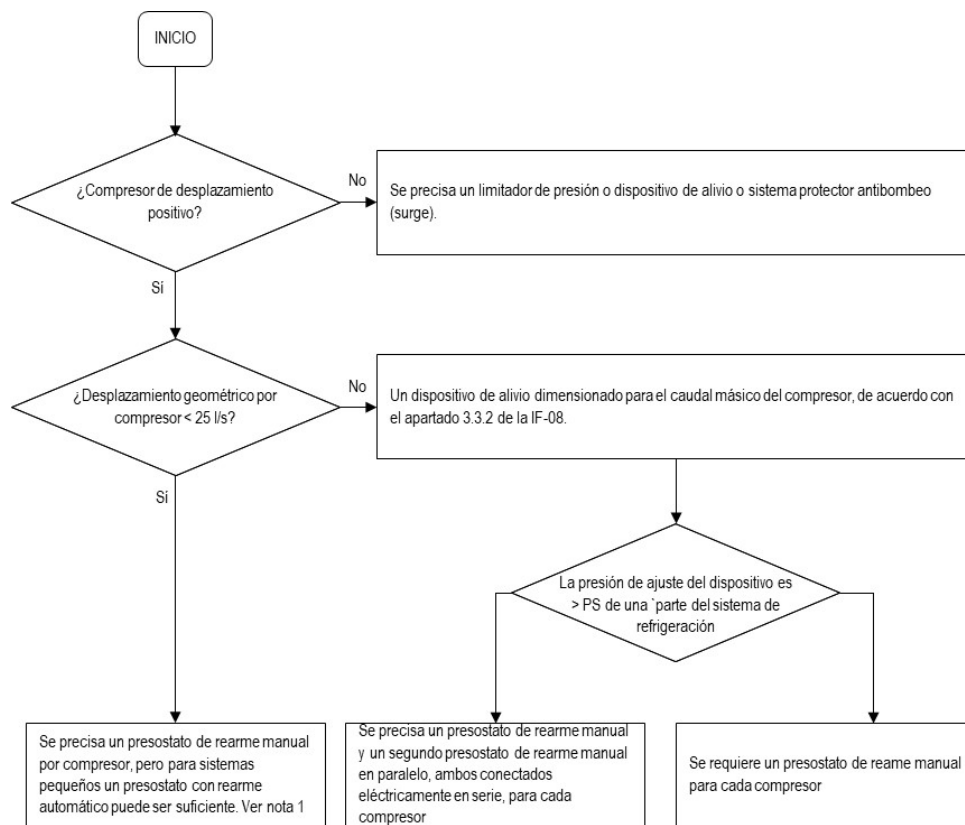 INICIO
¿Compresor de desplazamiento
positivo?
No
Se precisa un limitador de presión o dispositivo de alivio o sistema protector antibombeo
(surge).
Sí
¿Desplazamiento geométrico por
compresor < 25 l/s?
No
Un dispositivo de alivio dimensionado para el caudal másico del compresor, de acuerdo con
el apartado 3.3.2 de la IF-08.
Sí
La presión de ajuste del dispositivo es
> PS de una `parte del sistema de
refrigeración
Se precisa un presostato de rearme manual
por compresor, pero para sistemas
pequeños un presostato con rearme
automático puede ser suficiente. Ver nota 1
Se precisa un presostato de rearme manual
y un segundo presostato de rearme manual
en paralelo, ambos conectados
eléctricamente en serie, para cada
compresor
Se requiere un presostato de reame manual
para cada compresor